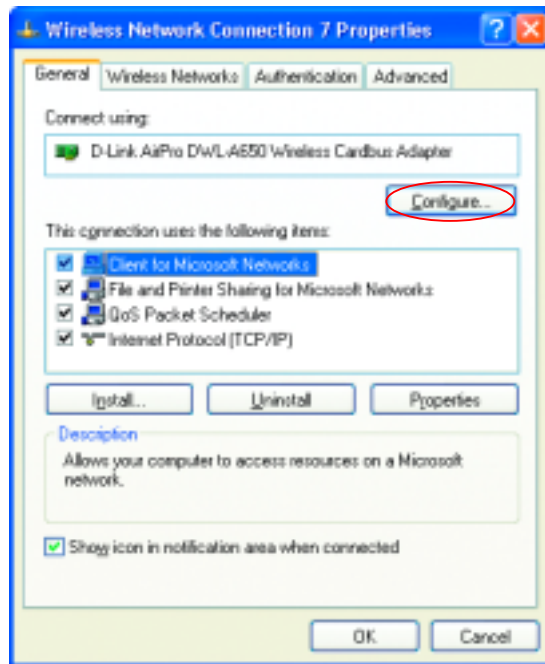 Wireless Network Connection 7 Properties
General Wireless Networks Authentication Advanced
Connect using:
D-Link AirPro DWL-A650 Wireless Cardbus Adapter
Configure...
This connection uses the following items:
Client for Microsoft Networks
File and Printer Sharing for Microsoft Networks
QoS Packet Scheduler
Internet Protocol (TCP/IP)
Install... Uninstall Properties
Description
Allows your computer to access resources on a Microsoft
network.
Show icon in notification area when connected
OK Cancel